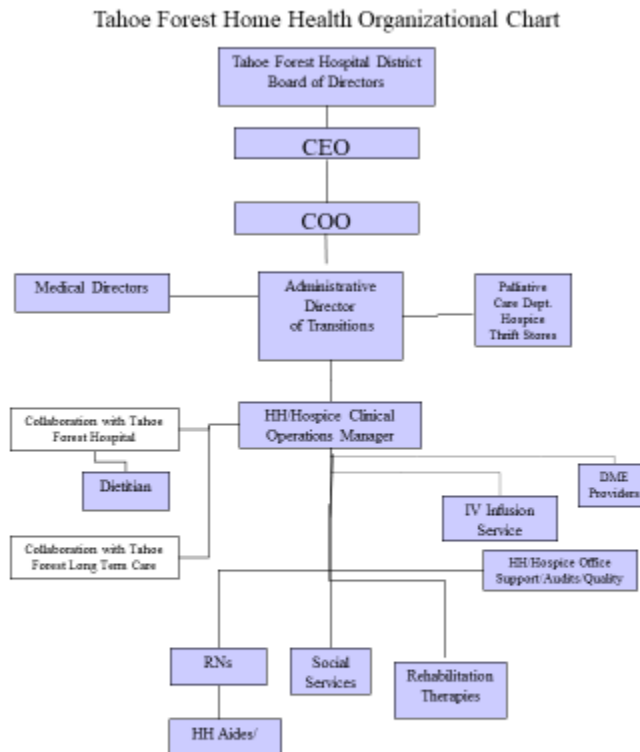 Tahoe Forest Home Health Organizational Chart
Tahoe Forest Hospital District
Board of Directors
CEO
COO
Medical Directors
Administrative
Director
of Transitions
Palliative
Care Dept.
Hospice
Thrift Stores
Collaboration with Tahoe
Forest Hospital
HH/Hospice Clinical
Operations Manager
Dietitian
DME
Providers
IV Infusion
Service
Collaboration with Tahoe
Forest Long Term Care
HH/Hospice Office
Support/Audits/Quality
RNs
Social
Services
Rehabilitation
Therapies
HH Aides/